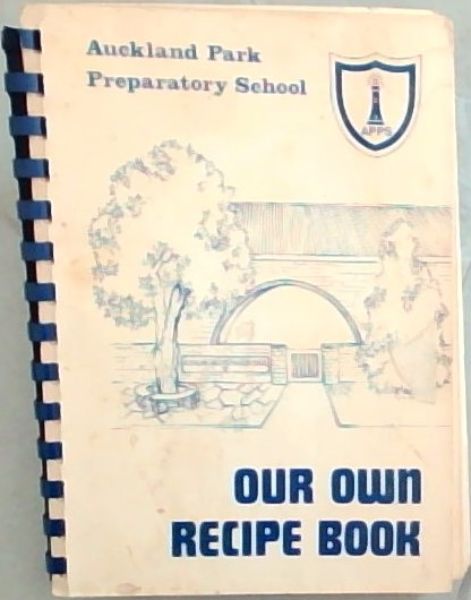 Auckland Park
Preparatory School
APPS
OUR OWN
RECIPE BOOK